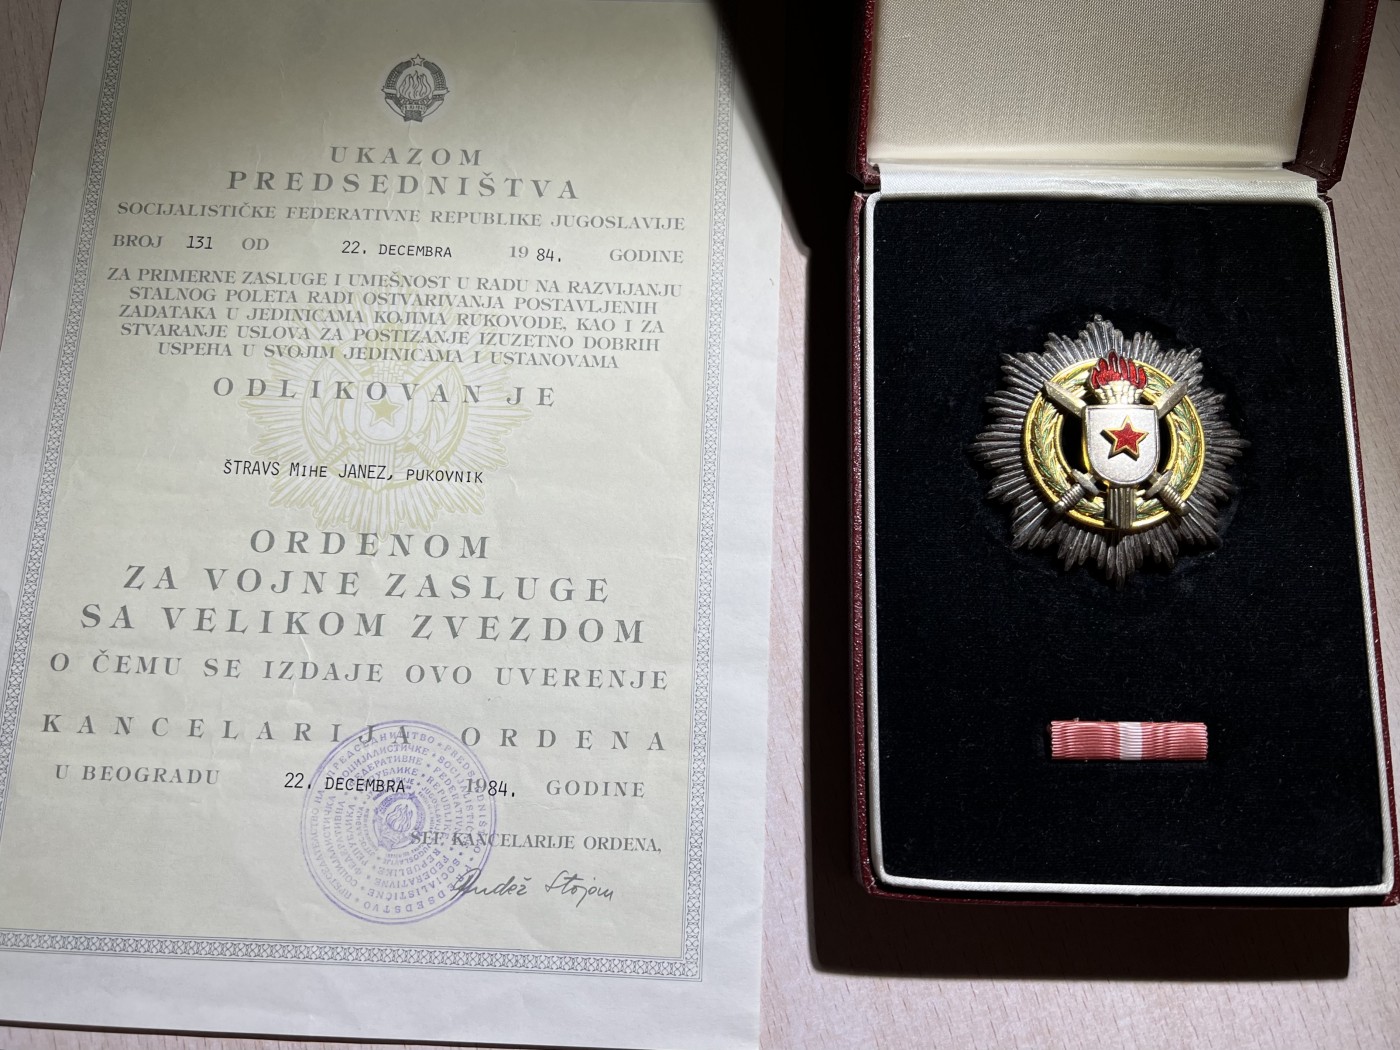 UKAZOM
PREDSEDNIŠTVA
SOCIJALISTIČKE FEDERATIVNE REPUBLIKE JUGOSLAVIJE
BROJ 131 OD 22. DECEMBRA 1984. GODINE
ZA PRIMERNE ZASLUGE I UMEŠNOST U RADU NA RAZVIJANJU
STALNOG POLETA RADI OSTVARIVANJA POSTAVLJENIH
ZADATAKA U JEDINICAMA KOJIMA RUKOVODE, KAO I ZA
STVARANJE USLOVA ZA POSTIZANJE IZUZETNO DOBRIH
USPEHA U SVOJIM JEDINICAMA I USTANOVAMA
ODLIKOVAN JE
ŠTRAVS Mihe JANEZ, PUKOVNIK
ORDENOM
ZA VOJNE ZASLUGE
SA VELIKOM ZVEZDOM
O ČEMU SE IZDAJE OVO UVERENJE
KANCELARIJA ORDENA
U BEOGRADU 22. DECEMBRA 1984. GODINE
ŠEF KANCELARIJE ORDENA,
Stojan